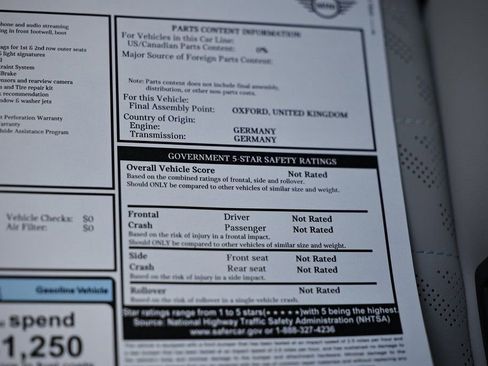 phone and audio streaming
ng in front footwell, boot
ags for 1st & 2nd row outer seats
light signatures
raint System
Brake
nsors and rearview camera
n and Tire repair kit
recommendation
ndow & washer jets
t Perforation Warranty
arranty
dside Assistance Program
Vehicle Checks: $0
Air Filter: $0
Gasoline Vehicle
spend
1,250
MINI
PARTS CONTENT INFORMATION:
For Vehicles in this Car Line:
US/Canadian Parts Content: 0%
Major Source of Foreign Parts Content:
Note: Parts content does not include final assembly,
distribution, or other non parts costs.
For this Vehicle:
Final Assembly Point: OXFORD, UNITED KINGDOM
Country of Origin:
Engine: GERMANY
Transmission: GERMANY
GOVERNMENT 5-STAR SAFETY RATINGS
Overall Vehicle Score Not Rated
Based on the combined ratings of frontal, side and rollover.
Should ONLY be compared to other vehicles of similar size and weight.
Frontal Driver Not Rated
Crash Passenger Not Rated
Based on the risk of injury in a frontal impact.
Should ONLY be compared to other vehicles of similar size and weight.
Side Front seat Not Rated
Crash Rear seat Not Rated
Based on the risk of injury in a side impact.
Rollover Not Rated
Based on the risk of rollover in a single-vehicle crash.
Star ratings range from 1 to 5 stars (★★★★★) with 5 being the highest.
Source: National Highway Traffic Safety Administration (NHTSA)
www.safercar.gov or 1-888-327-4236